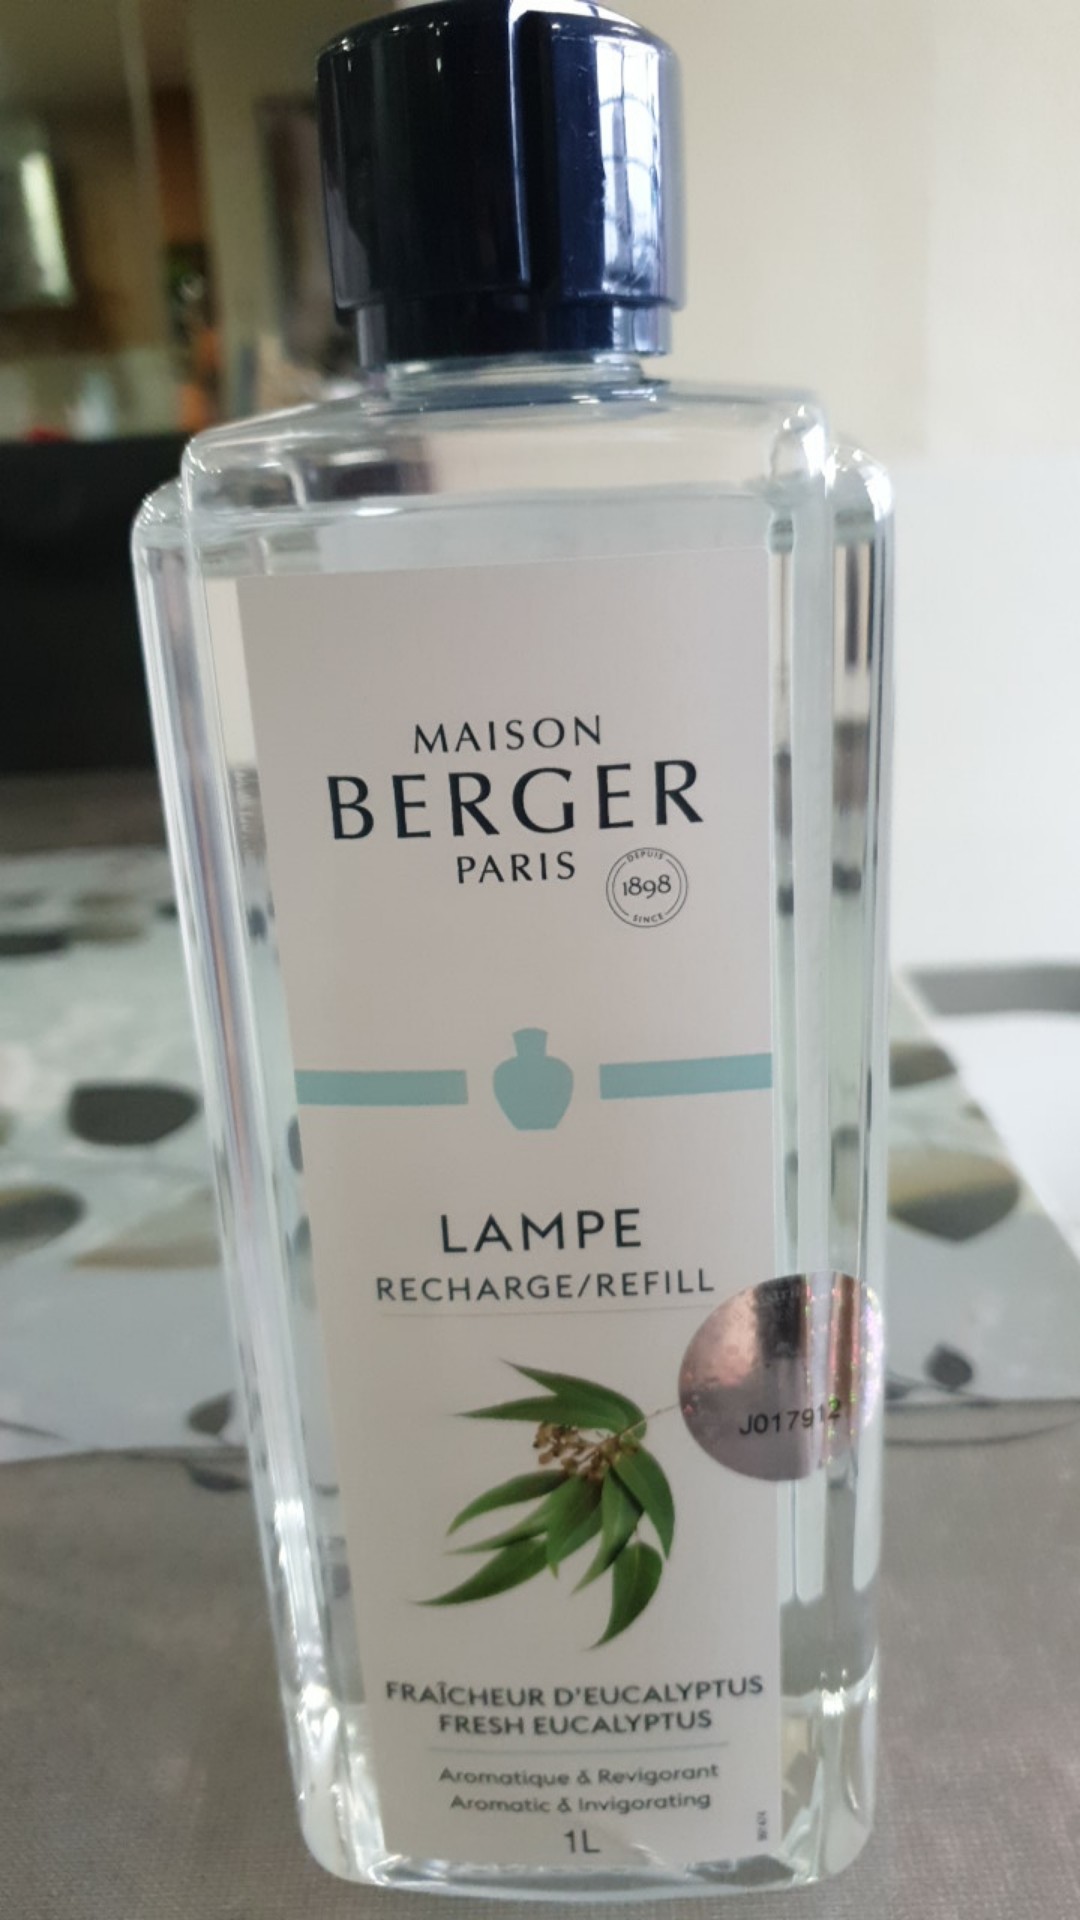 MAISON
BERGER
PARIS
DEPUIS
1898
SINCE
LAMPE
RECHARGE/REFILL
J017912
FRAÎCHEUR D'EUCALYPTUS
FRESH EUCALYPTUS
Aromatique & Revigorant
Aromatic & Invigorating
1L